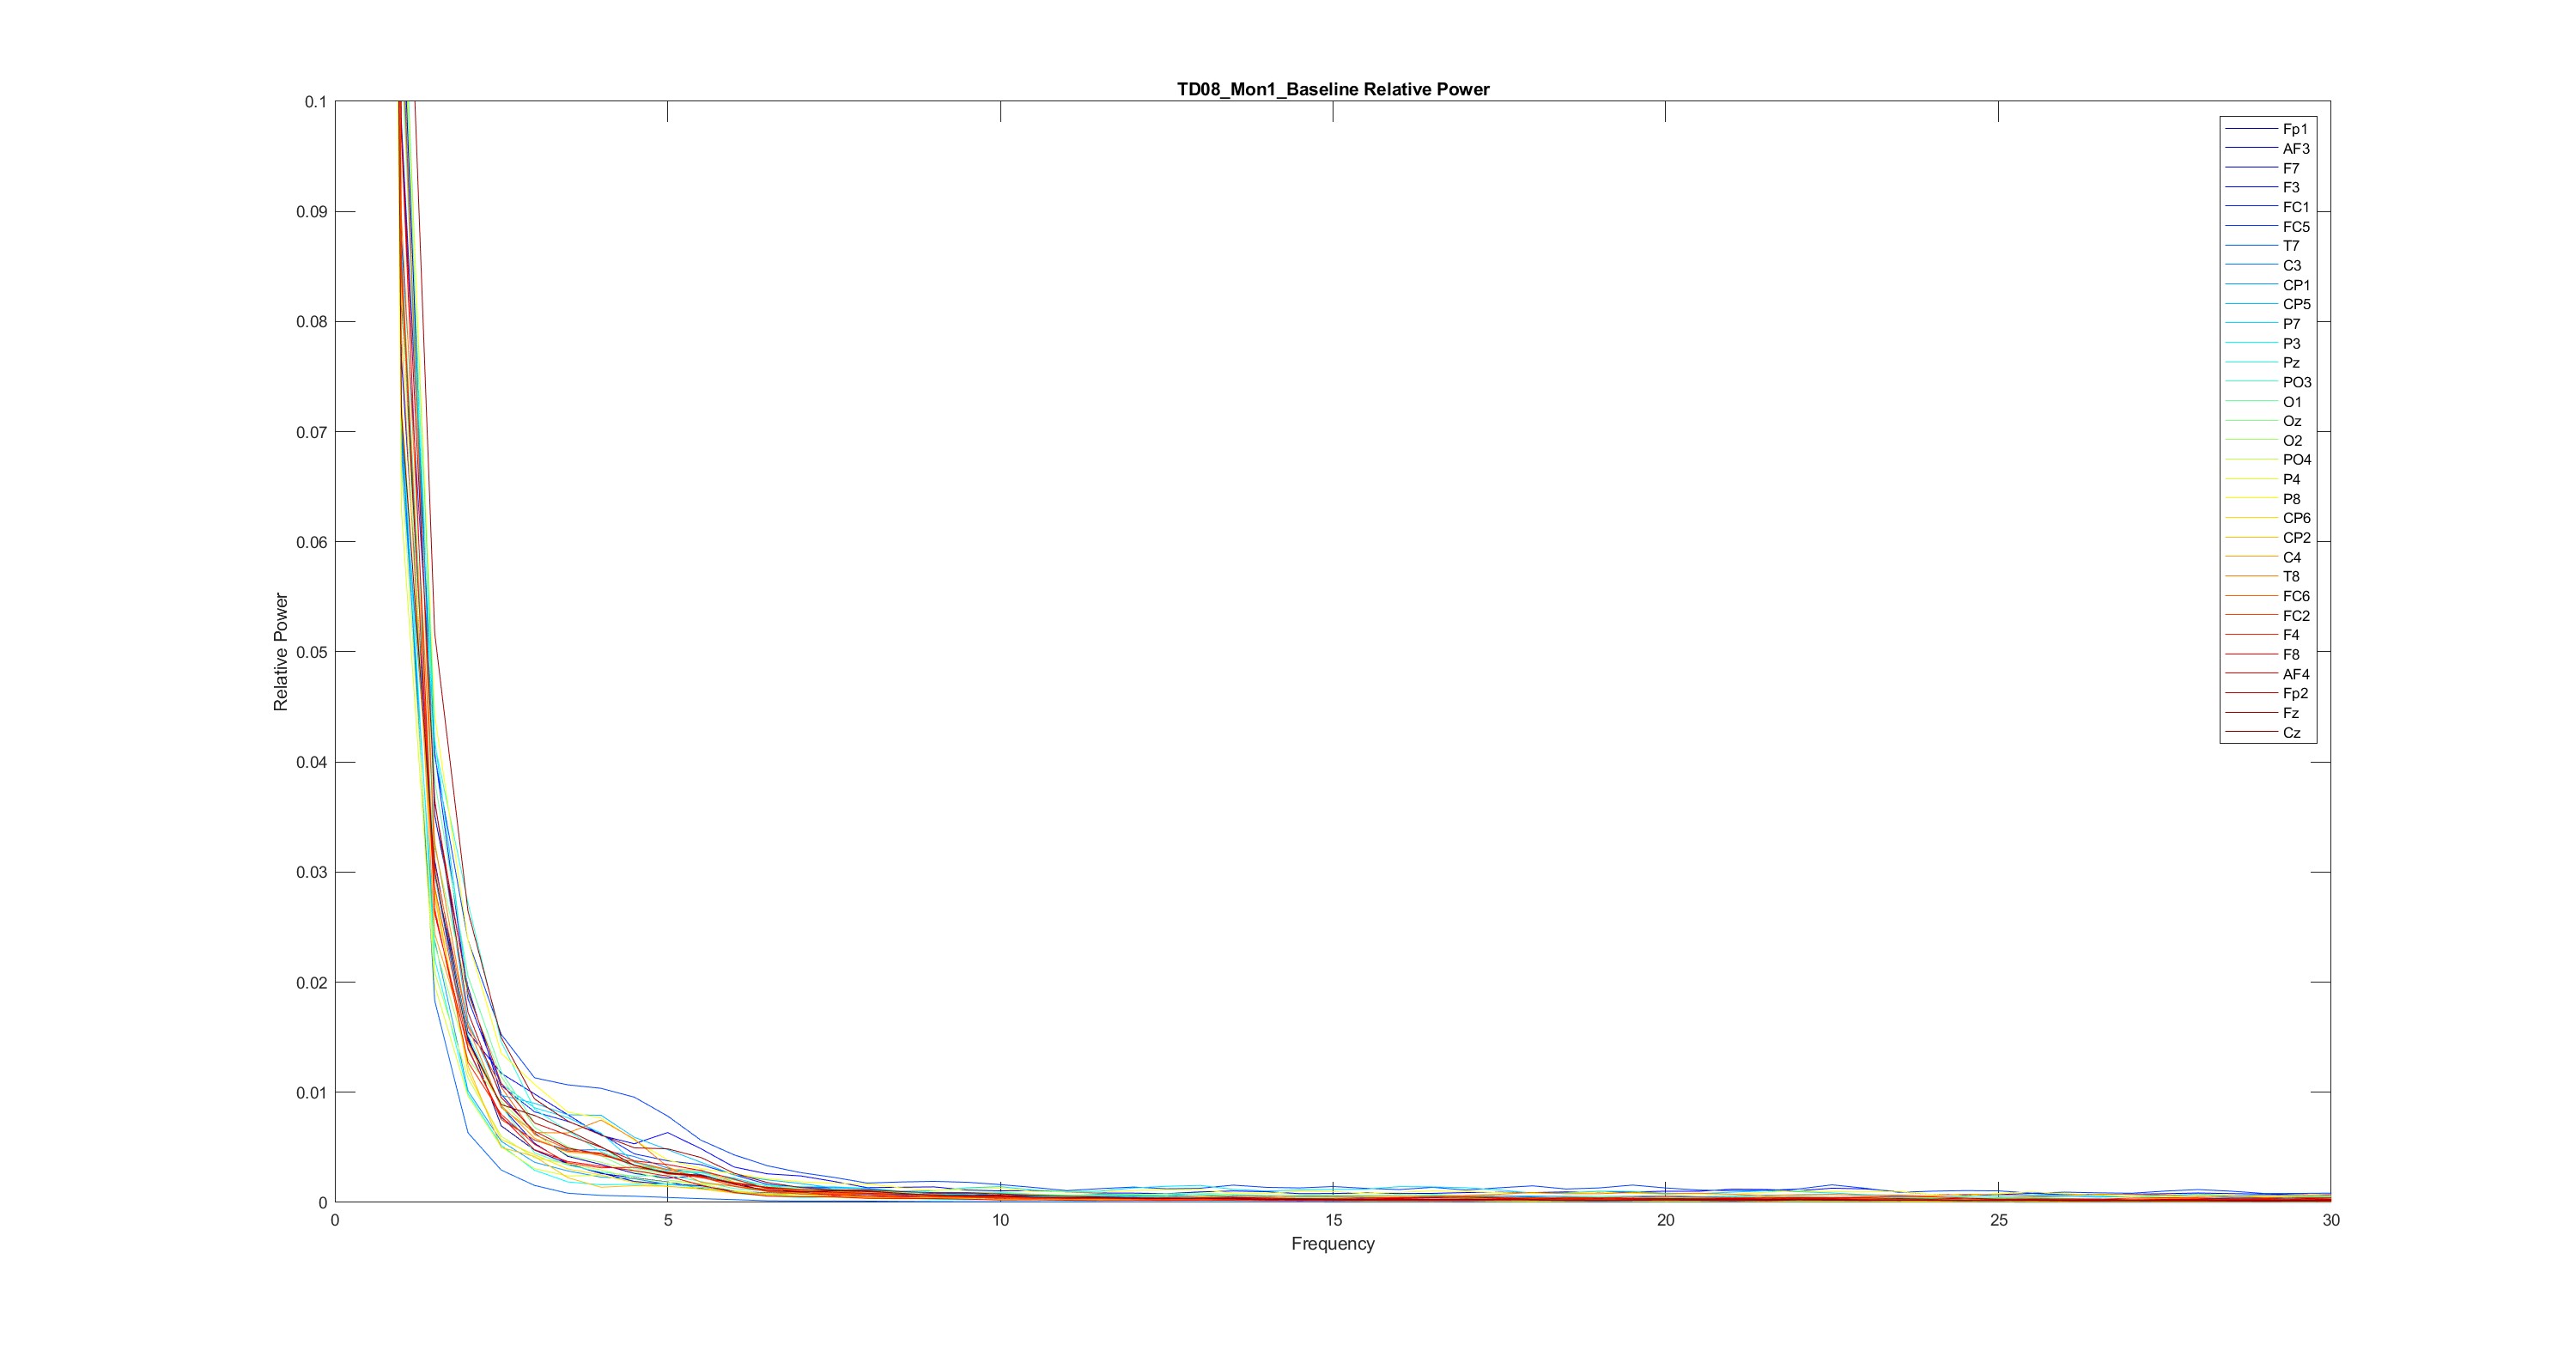 TD08_Mon1_Baseline Relative Power
0.1
0.09
0.08
0.07
0.06
0.05
0.04
0.03
0.02
0.01
0
Relative Power
0 5 10 15 20 25 30
Frequency
Fp1
AF3
F7
F3
FC1
FC5
T7
C3
CP1
CP5
P7
P3
Pz
PO3
O1
Oz
O2
PO4
P4
P8
CP6
CP2
C4
T8
FC6
FC2
F4
F8
AF4
Fp2
Fz
Cz